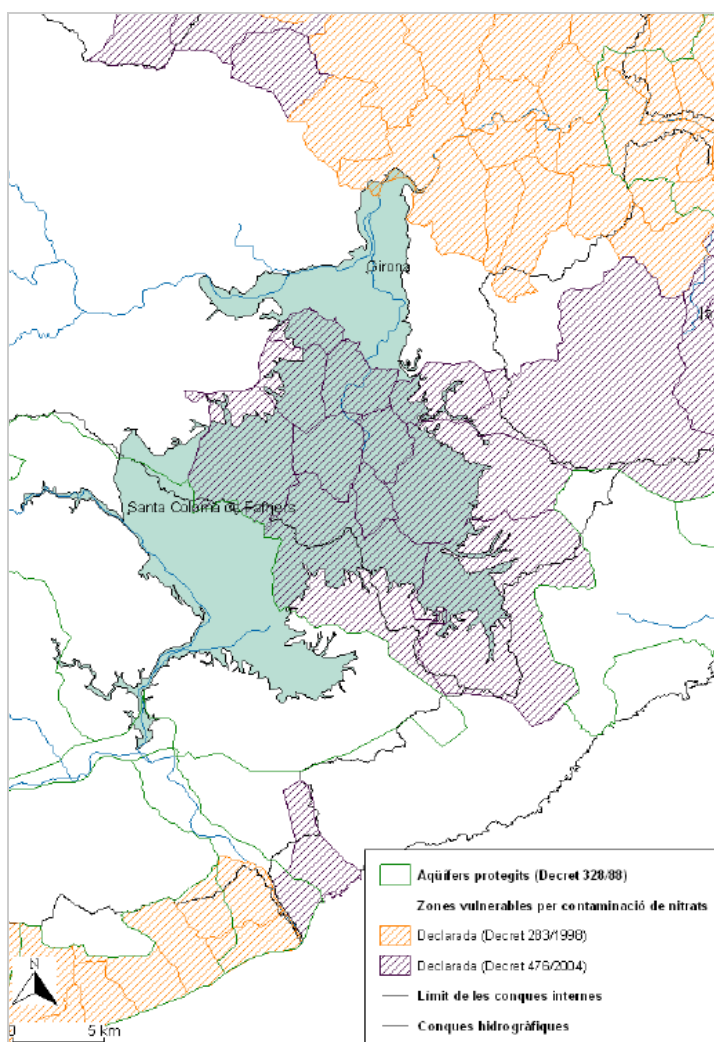 Girona
Santa Coloma de Farners
Aqüífers protegits (Decret 328/88)
Zones vulnerables per contaminació de nitrats
Declarada (Decret 283/1998)
Declarada (Decret 476/2004)
Límit de les conques internes
Conques hidrogràfiques
N
0 5 km